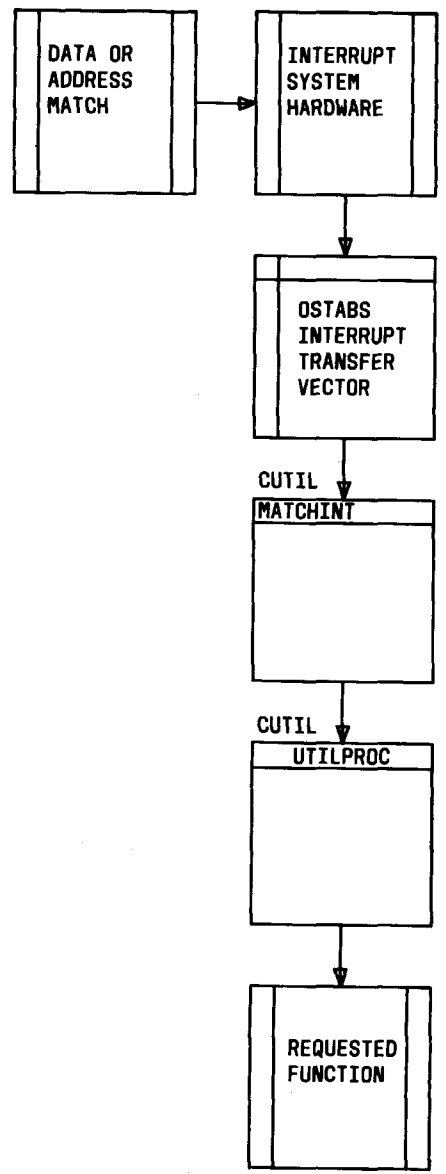 DATA OR
ADDRESS
MATCH
INTERRUPT
SYSTEM
HARDWARE
OSTABS
INTERRUPT
TRANSFER
VECTOR
CUTIL
MATCHINT
CUTIL
UTILPROC
REQUESTED
FUNCTION